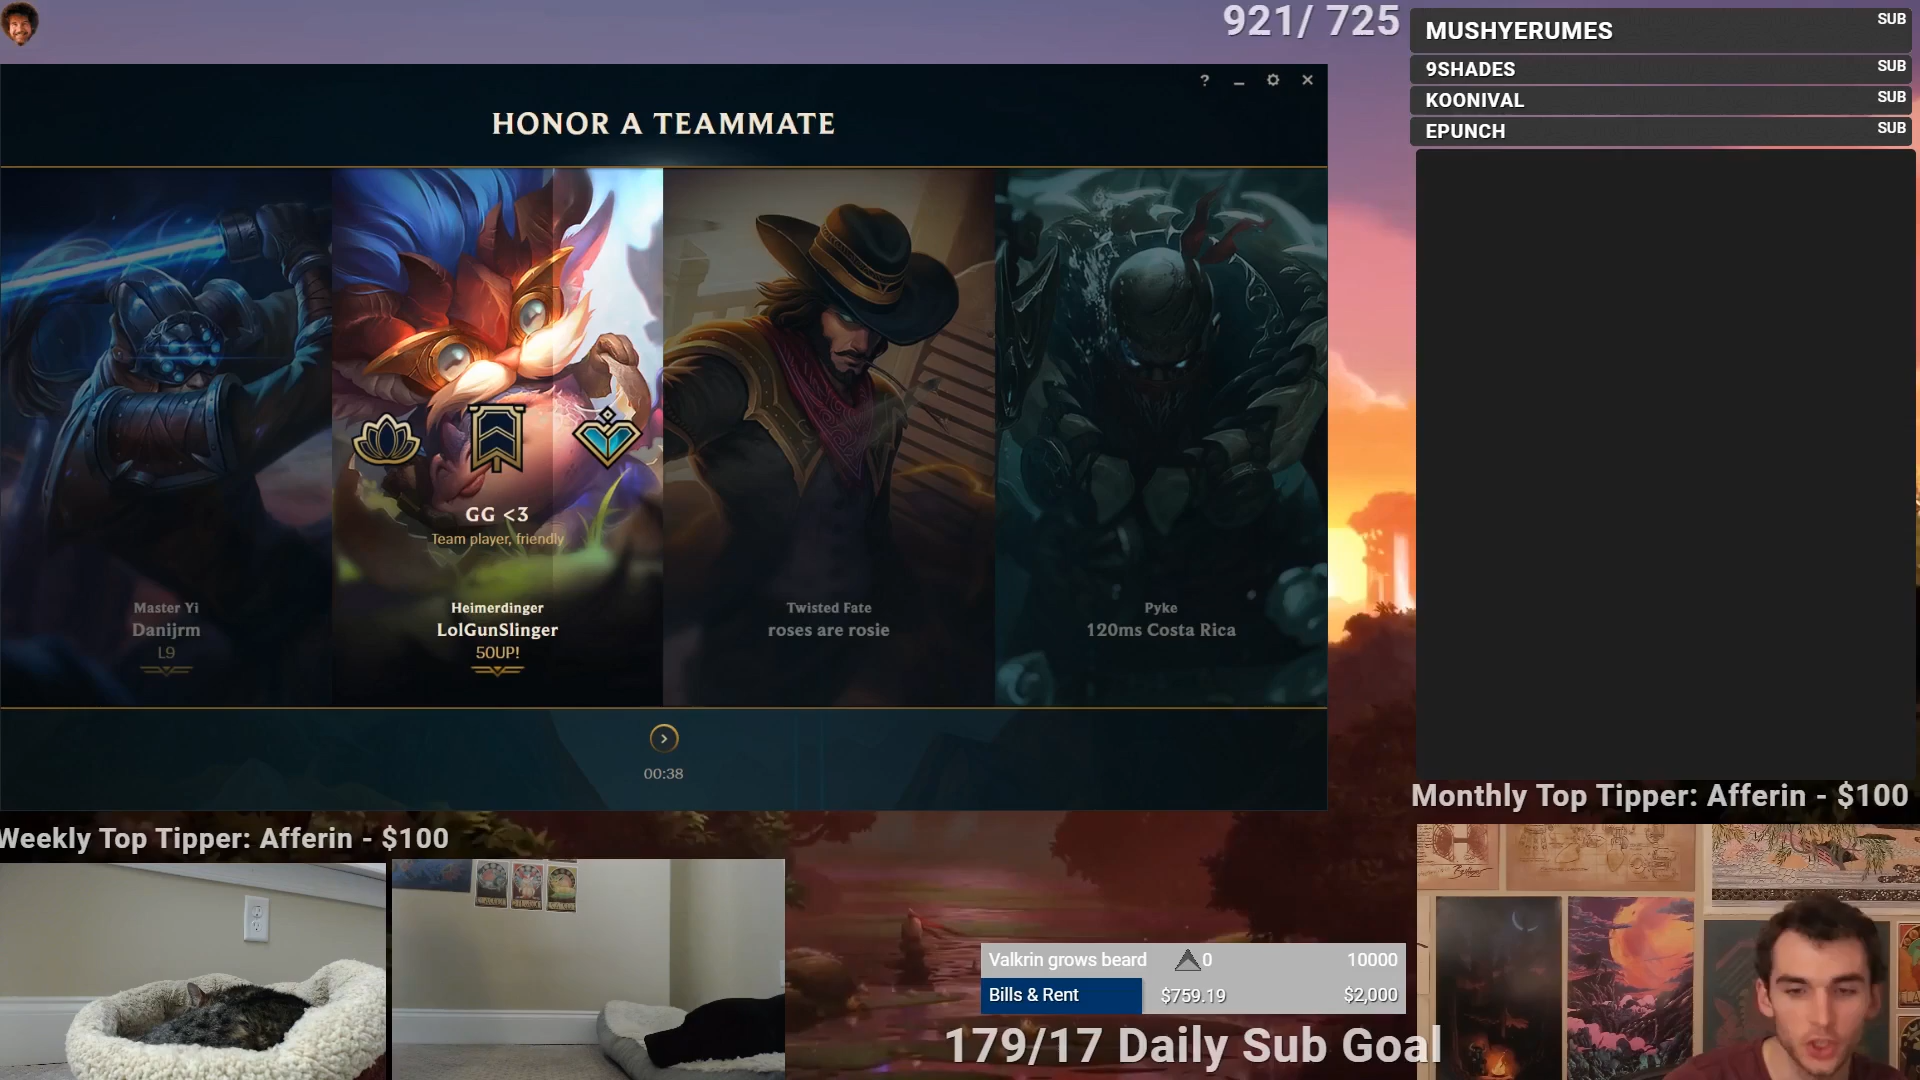 921/ 725
MUSHYERUMES SUB
9SHADES SUB
KOONIVAL SUB
EPUNCH SUB
?
HONOR A TEAMMATE
GG <3
Team player, friendly
Master Yi
Danijrm
L9
Heimerdinger
LolGunSlinger
5OUP!
Twisted Fate
roses are rosie
Pyke
120ms Costa Rica
00:38
Monthly Top Tipper: Afferin - $100
Weekly Top Tipper: Afferin - $100
Valkrin grows beard 0 10000
Bills & Rent $759.19 $2,000
179/17 Daily Sub Goal